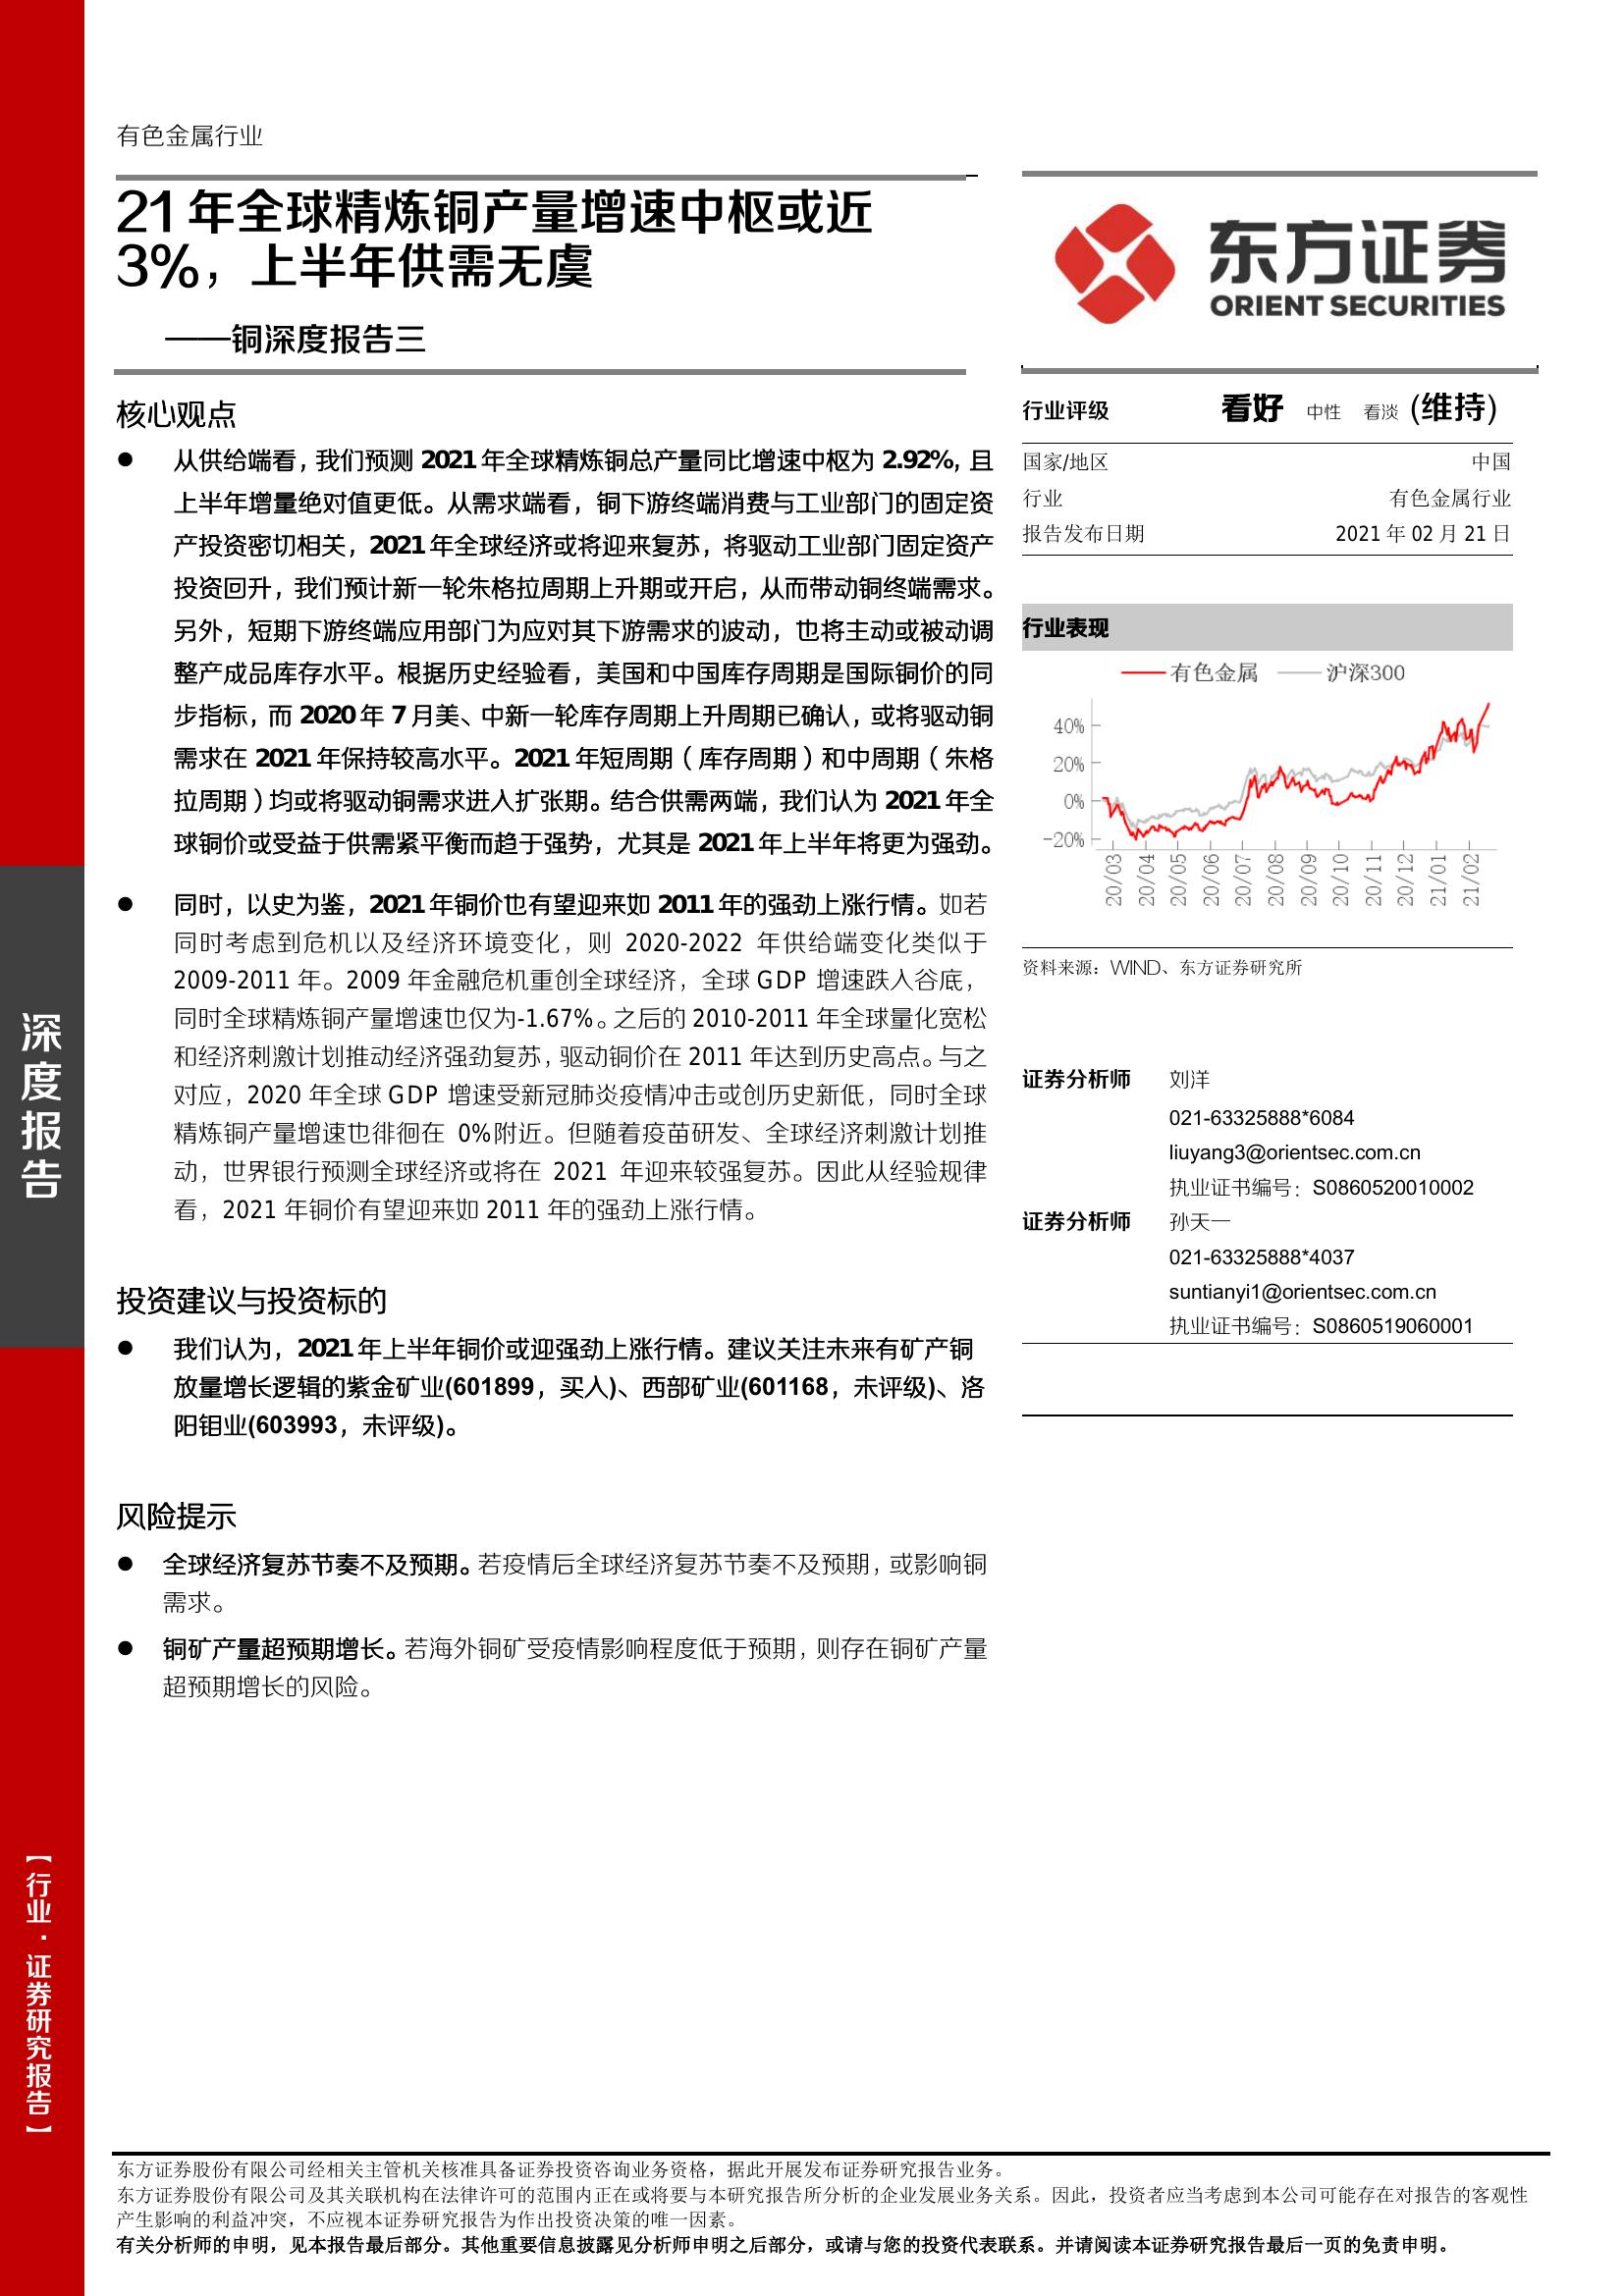 有色金属行业
21 年全球精炼铜产量增速中枢或近
3%，上半年供需无虞
——铜深度报告三
核心观点
● 从供给端看，我们预测 2021 年全球精炼铜总产量同比增速中枢为 2.92%, 且
上半年增量绝对值更低。从需求端看，铜下游终端消费与工业部门的固定资
产投资密切相关，2021 年全球经济或将迎来复苏，将驱动工业部门固定资产
投资回升，我们预计新一轮朱格拉周期上升期或开启，从而带动铜终端需求。
另外，短期下游终端应用部门为应对其下游需求的波动，也将主动或被动调
整产成品库存水平。根据历史经验看，美国和中国库存周期是国际铜价的同
步指标，而 2020 年 7 月美、中新一轮库存周期上升周期已确认，或将驱动铜
需求在 2021 年保持较高水平。2021 年短周期（库存周期）和中周期（朱格
拉周期）均或将驱动铜需求进入扩张期。结合供需两端，我们认为 2021 年全
球铜价或受益于供需紧平衡而趋于强势，尤其是 2021 年上半年将更为强劲。
● 同时，以史为鉴，2021 年铜价也有望迎来如 2011 年的强劲上涨行情。如若
同时考虑到危机以及经济环境变化，则 2020-2022 年供给端变化类似于
2009-2011 年。2009 年金融危机重创全球经济，全球 GDP 增速跌入谷底，
同时全球精炼铜产量增速也仅为-1.67%。之后的 2010-2011 年全球量化宽松
和经济刺激计划推动经济强劲复苏，驱动铜价在 2011 年达到历史高点。与之
对应，2020 年全球 GDP 增速受新冠肺炎疫情冲击或创历史新低，同时全球
精炼铜产量增速也徘徊在 0%附近。但随着疫苗研发、全球经济刺激计划推
动，世界银行预测全球经济或将在 2021 年迎来较强复苏。因此从经验规律
看，2021 年铜价有望迎来如 2011 年的强劲上涨行情。
投资建议与投资标的
● 我们认为，2021 年上半年铜价或迎强劲上涨行情。建议关注未来有矿产铜
放量增长逻辑的紫金矿业(601899，买入)、西部矿业(601168，未评级)、洛
阳钼业(603993，未评级)。
风险提示
● 全球经济复苏节奏不及预期。若疫情后全球经济复苏节奏不及预期，或影响铜
需求。
● 铜矿产量超预期增长。若海外铜矿受疫情影响程度低于预期，则存在铜矿产量
超预期增长的风险。
东方证券
ORIENT SECURITIES
行业评级 看好 中性 看淡 (维持)
国家/地区 中国
行业 有色金属行业
报告发布日期 2021 年 02 月 21 日
行业表现
有色金属 沪深300
40%
20%
0%
-20%
20/03 20/04 20/05 20/06 20/07 20/08 20/09 20/10 20/11 20/12 21/01 21/02
资料来源：WIND、东方证券研究所
证券分析师 刘洋
021-63325888*6084
liuyang3@orientsec.com.cn
执业证书编号：S0860520010002
证券分析师 孙天一
021-63325888*4037
suntianyi1@orientsec.com.cn
执业证书编号：S0860519060001
深度报告
【行业·证券研究报告】
东方证券股份有限公司经相关主管机关核准具备证券投资咨询业务资格，据此开展发布证券研究报告业务。
东方证券股份有限公司及其关联机构在法律许可的范围内正在或将要与本研究报告所分析的企业发展业务关系。因此，投资者应当考虑到本公司可能存在对报告的客观性
产生影响的利益冲突，不应视本证券研究报告为作出投资决策的唯一因素。
有关分析师的申明，见本报告最后部分。其他重要信息披露见分析师申明之后部分，或请与您的投资代表联系。并请阅读本证券研究报告最后一页的免责申明。